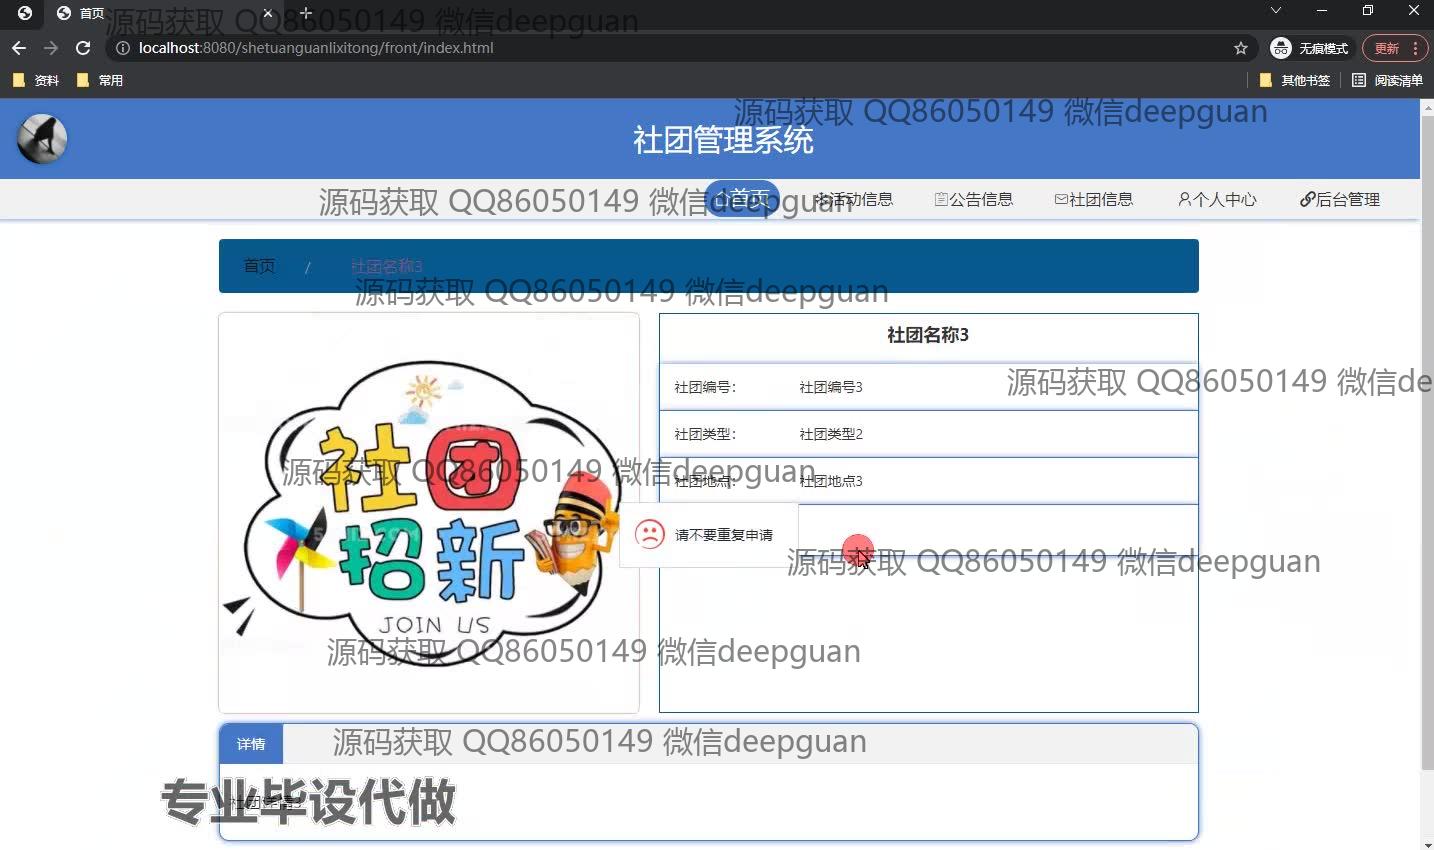 首页
源码获取 QQ86050149 微信deepguan
localhost:8080/shetuanguanlixitong/front/index.html
无痕模式
更新
资料
常用
其他书签
阅读清单
源码获取 QQ86050149 微信deepguan
社团管理系统
源码获取 QQ86050149 微信deepguan
首页
活动信息
公告信息
社团信息
个人中心
后台管理
首页 / 社团名称3
源码获取 QQ86050149 微信deepguan
社团名称3
社团编号： 社团编号3
源码获取 QQ86050149 微信de
社团类型： 社团类型2
社团地点： 社团地点3
源码获取 QQ86050149 微信deepguan
社团
招新
JOIN US
请不要重复申请
源码获取 QQ86050149 微信deepguan
源码获取 QQ86050149 微信deepguan
详情
源码获取 QQ86050149 微信deepguan
社团详情3
专业毕设代做